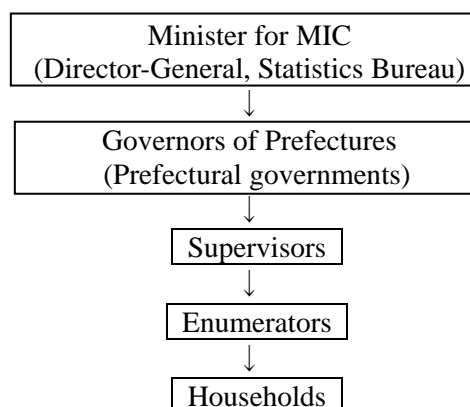 Minister for MIC
(Director-General, Statistics Bureau)
Governors of Prefectures
(Prefectural governments)
Supervisors
Enumerators
Households